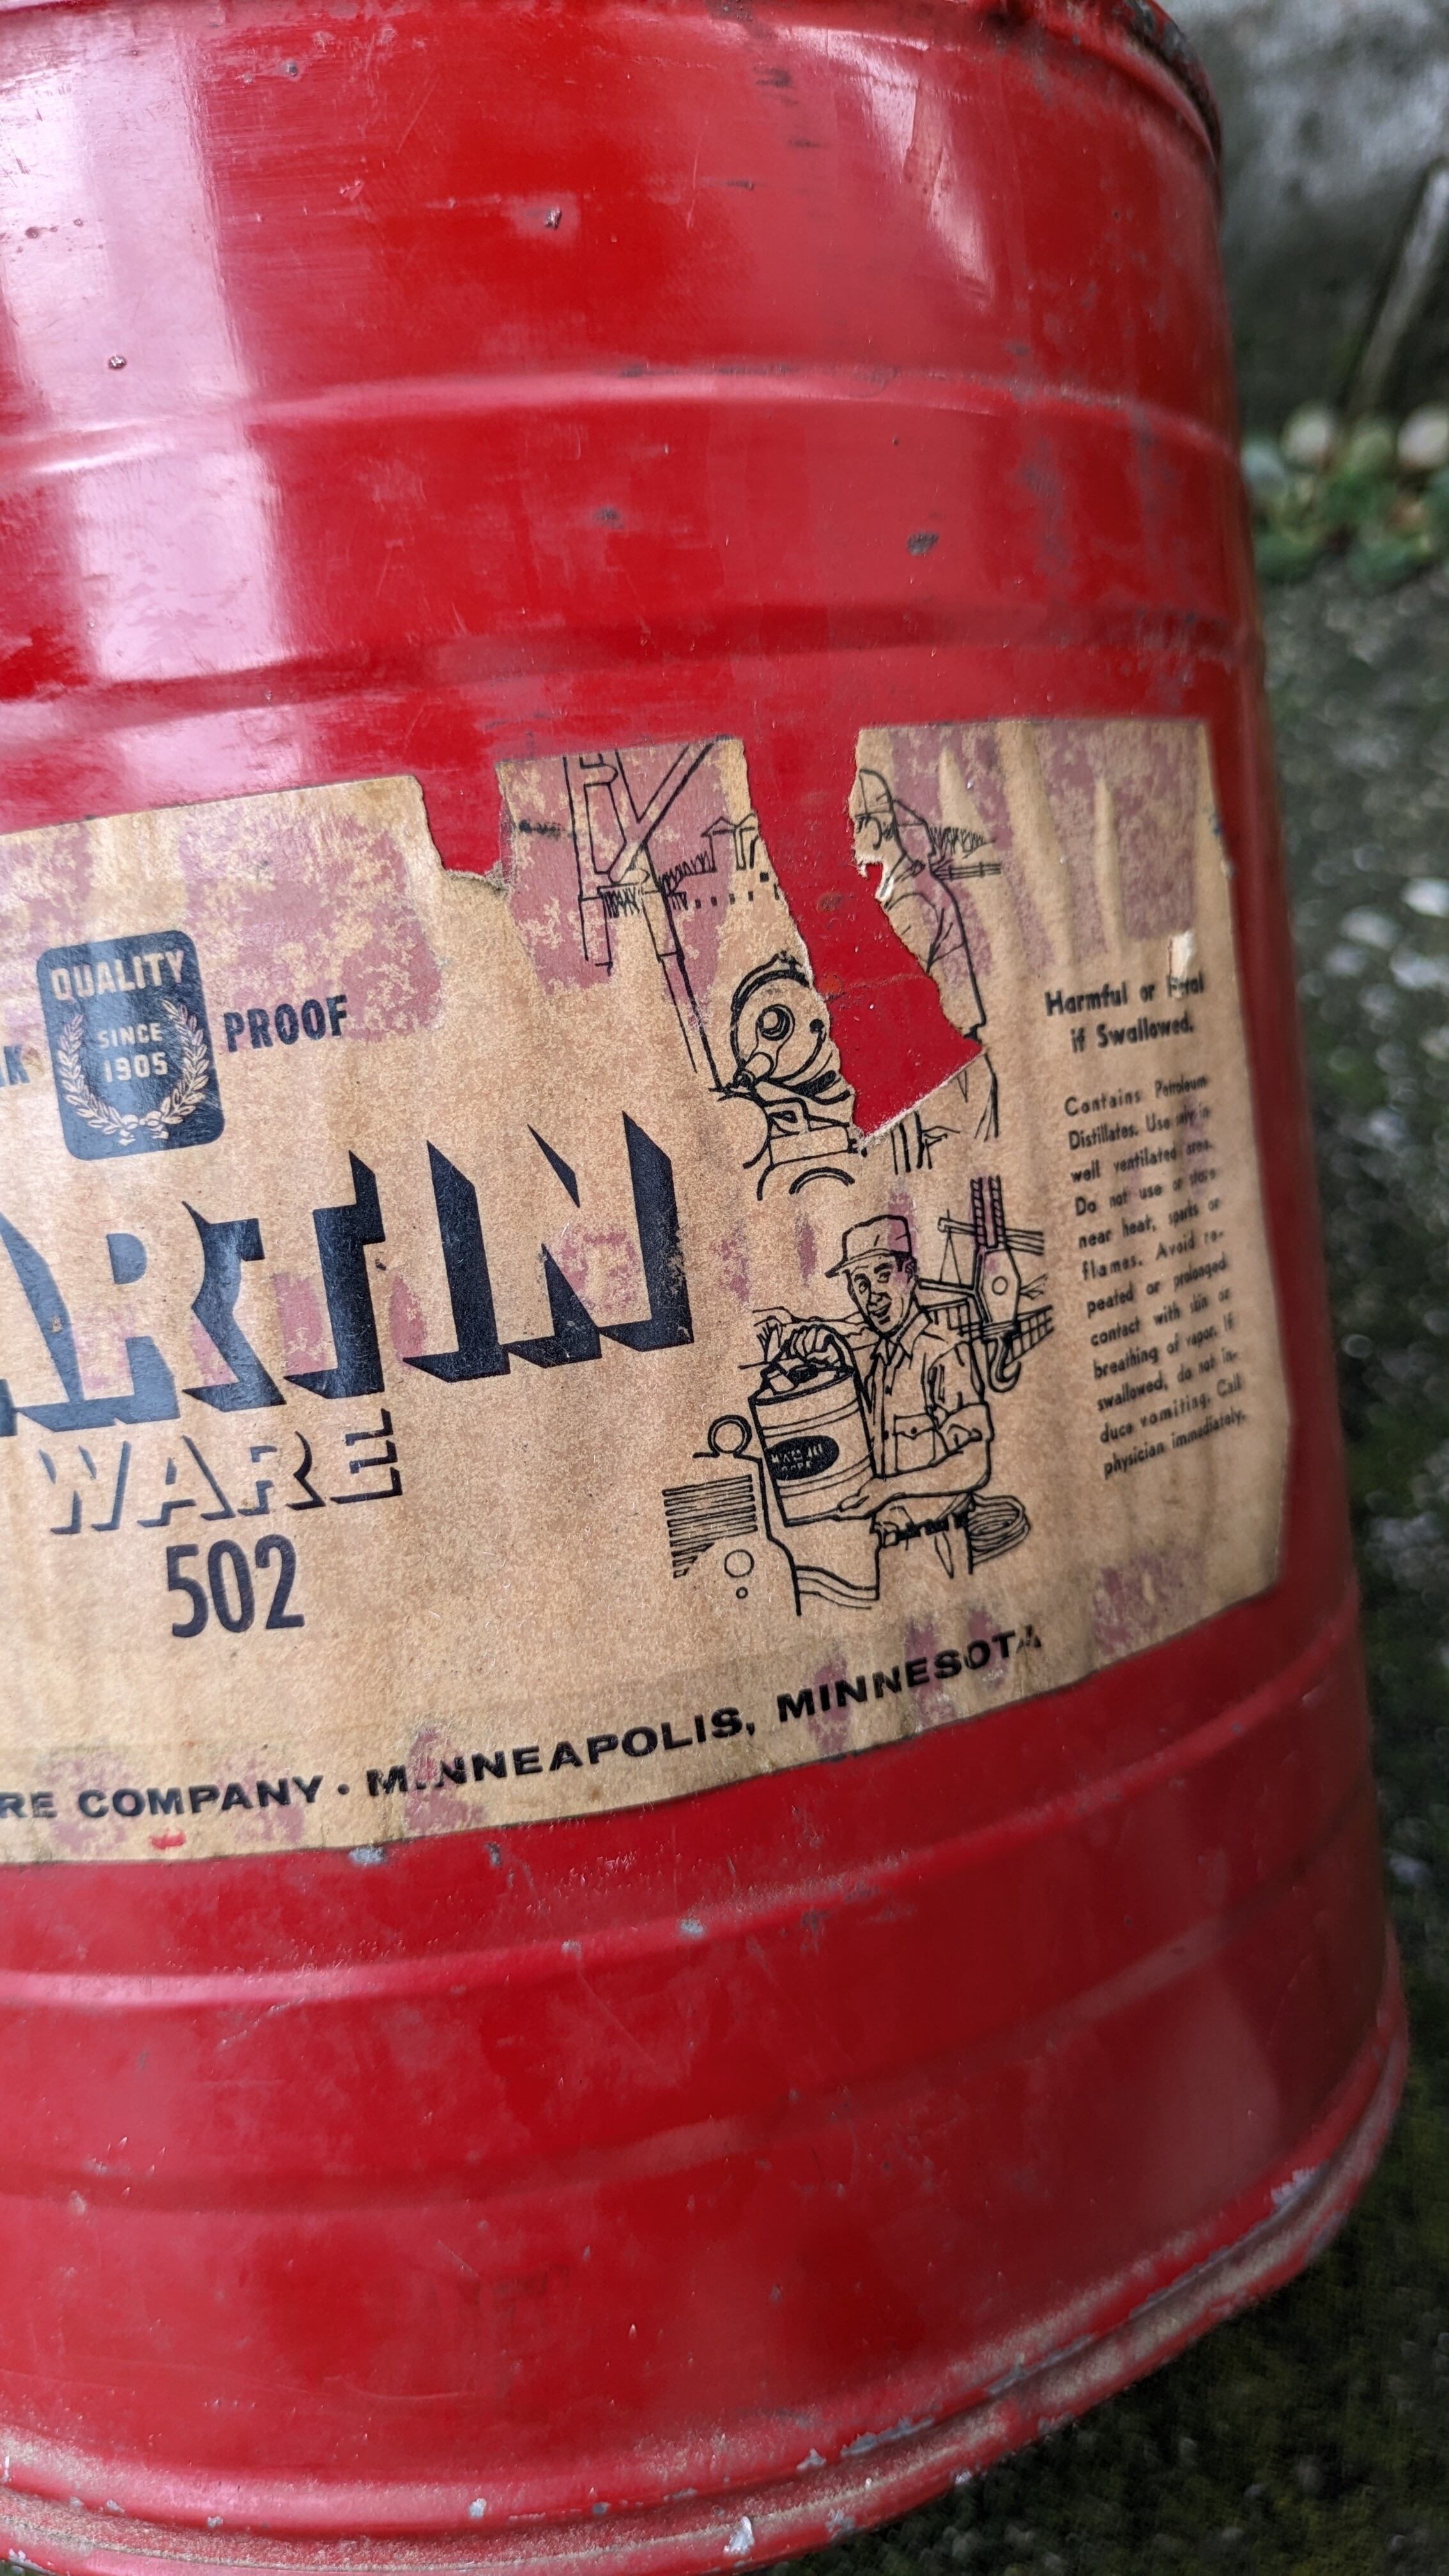 QUALITY
SINCE
1905
PROOF
ARTIN
WARE
502
RE COMPANY · MINNEAPOLIS, MINNESOTA
Harmful or Fatal
if Swallowed.
Contains Petroleum
Distillates. Use only in
well ventilated area.
Do not use or store
near heat, sparks or
flames. Avoid re-
peated or prolonged
contact with skin or
breathing of vapor. If
swallowed, do not in-
duce vomiting. Call
physician immediately.